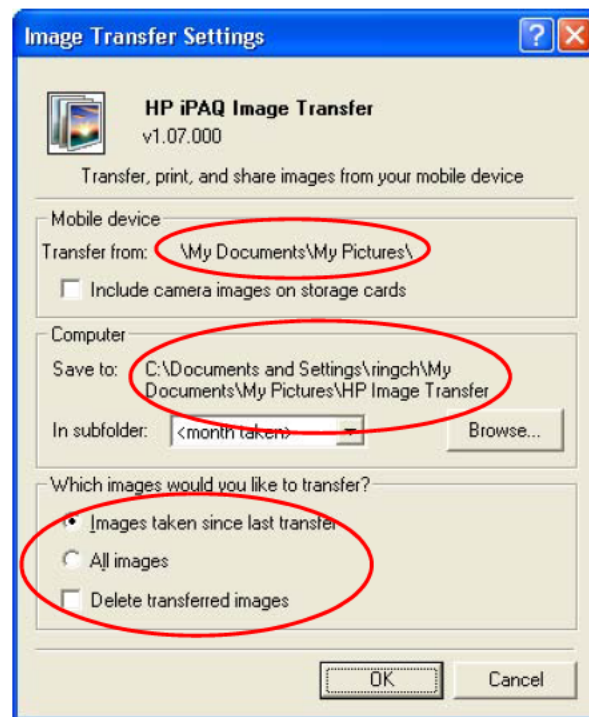 Image Transfer Settings
HP iPAQ Image Transfer
v1.07.000
Transfer, print, and share images from your mobile device
Mobile device
Transfer from: \My Documents\My Pictures\
Include camera images on storage cards
Computer
Save to: C:\Documents and Settings\ringch\My
Documents\My Pictures\HP Image Transfer
In subfolder: <month taken> Browse...
Which images would you like to transfer?
Images taken since last transfer
All images
Delete transferred images
OK Cancel